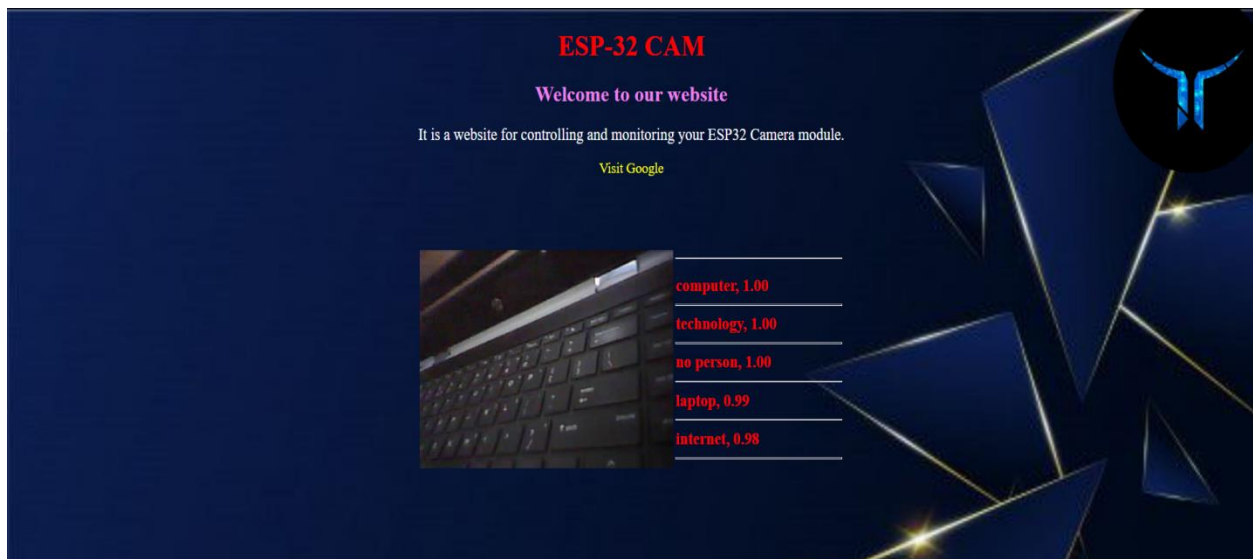 ESP-32 CAM
Welcome to our website
It is a website for controlling and monitoring your ESP32 Camera module.
Visit Google
computer, 1.00
technology, 1.00
no person, 1.00
laptop, 0.99
internet, 0.98